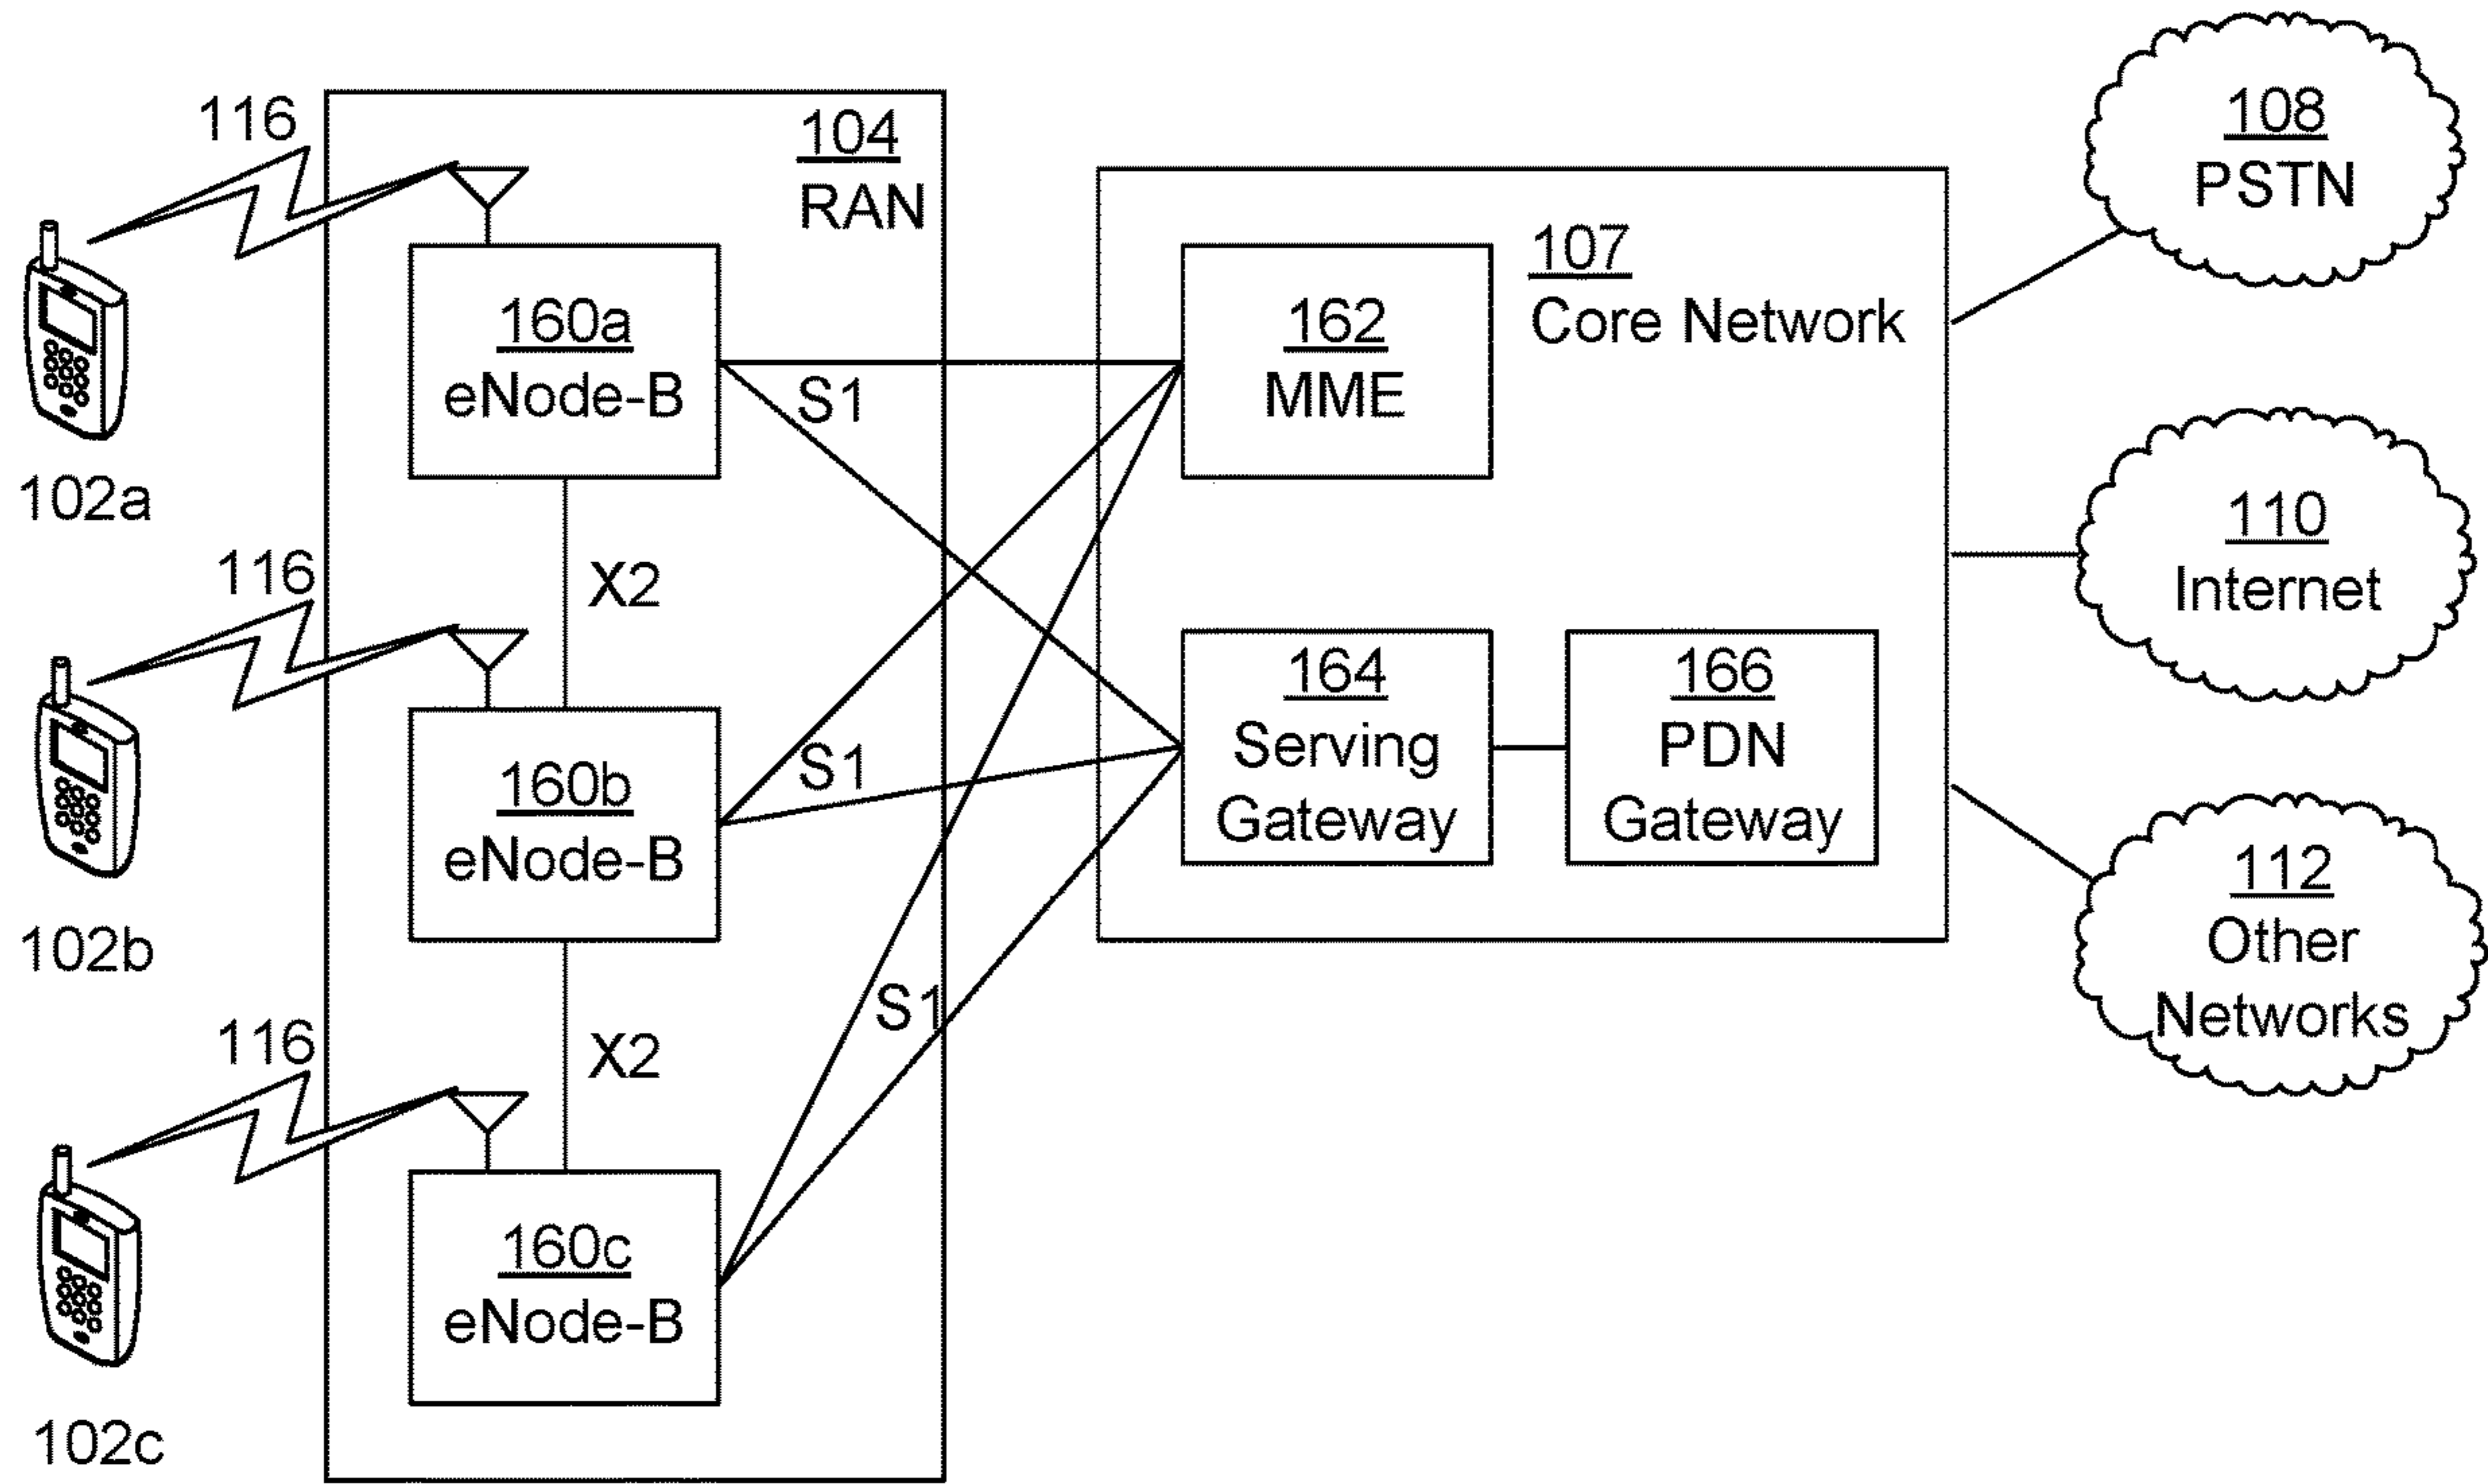 116
104
RAN
108
PSTN
107
Core Network
160a
eNode-B
162
MME
S1
102a
110
Internet
116
X2
164
Serving
Gateway
166
PDN
Gateway
S1
160b
eNode-B
112
Other
Networks
102b
S1
116
X2
160c
eNode-B
102c